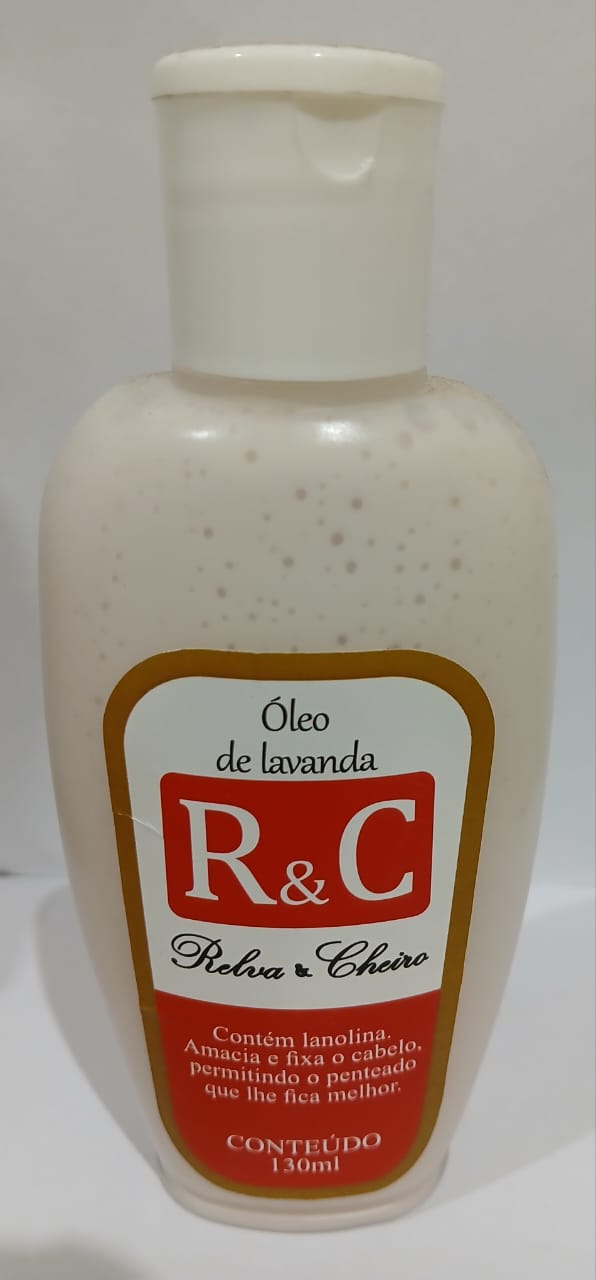 Óleo
de lavanda
R&C
Relva & Cheiro
Contém lanolina.
Amacia e fixa o cabelo,
permitindo o penteado
que lhe fica melhor.
CONTEÚDO
130ml